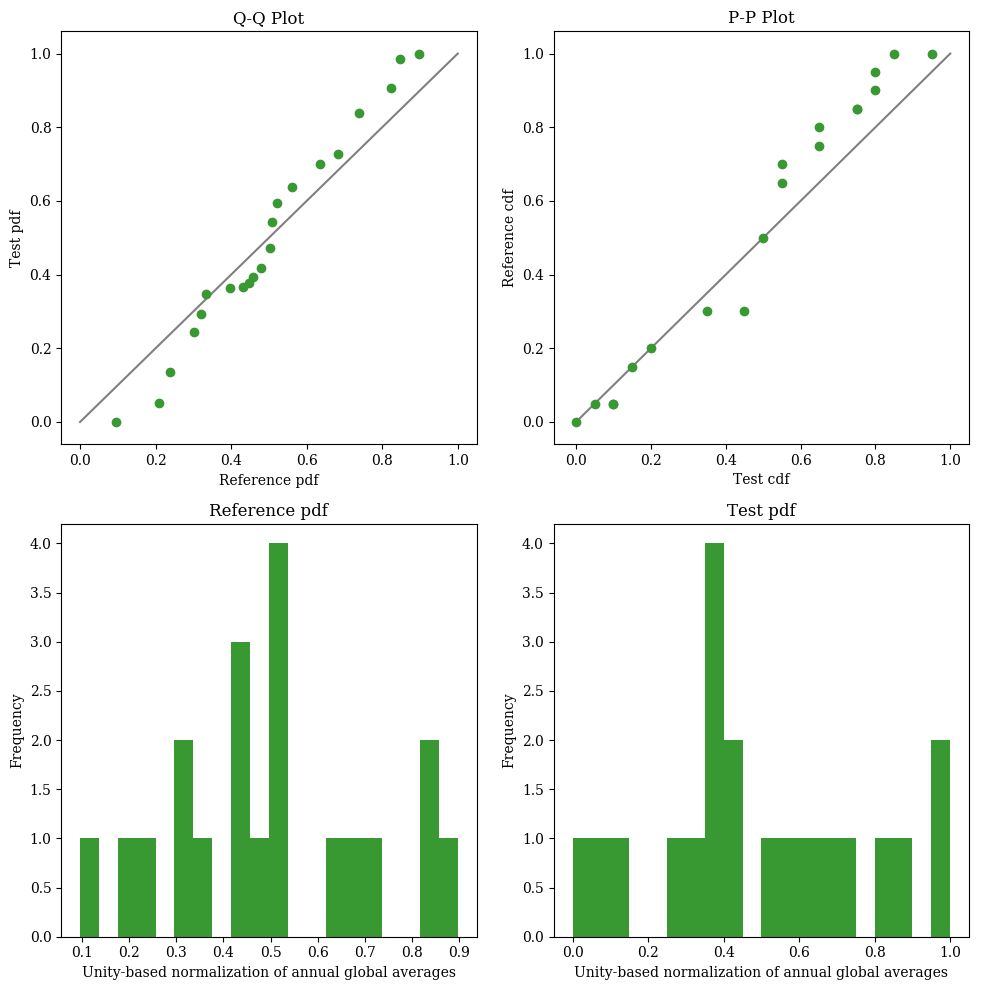 Q-Q Plot
1.0
0.8
0.6
0.4
0.2
0.0
Test pdf
0.0 0.2 0.4 0.6 0.8 1.0
Reference pdf
P-P Plot
1.0
0.8
0.6
0.4
0.2
0.0
Reference cdf
0.0 0.2 0.4 0.6 0.8 1.0
Test cdf
Reference pdf
4.0
3.5
3.0
2.5
2.0
1.5
1.0
0.5
0.0
Frequency
0.1 0.2 0.3 0.4 0.5 0.6 0.7 0.8 0.9
Unity-based normalization of annual global averages
Test pdf
4.0
3.5
3.0
2.5
2.0
1.5
1.0
0.5
0.0
Frequency
0.0 0.2 0.4 0.6 0.8 1.0
Unity-based normalization of annual global averages